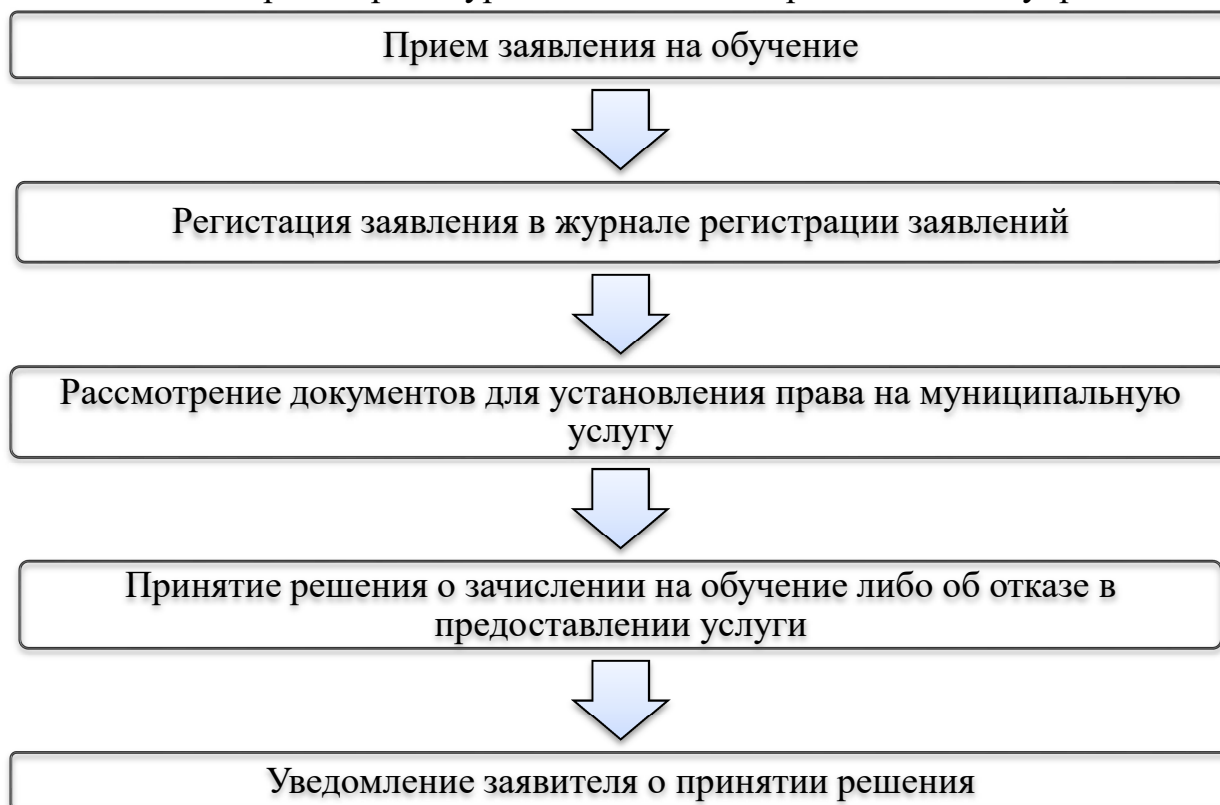 Прием заявления на обучение
Регистация заявления в журнале регистрации заявлений
Рассмотрение документов для установления права на муниципальную
услугу
Принятие решения о зачислении на обучение либо об отказе в
предоставлении услуги
Уведомление заявителя о принятии решения